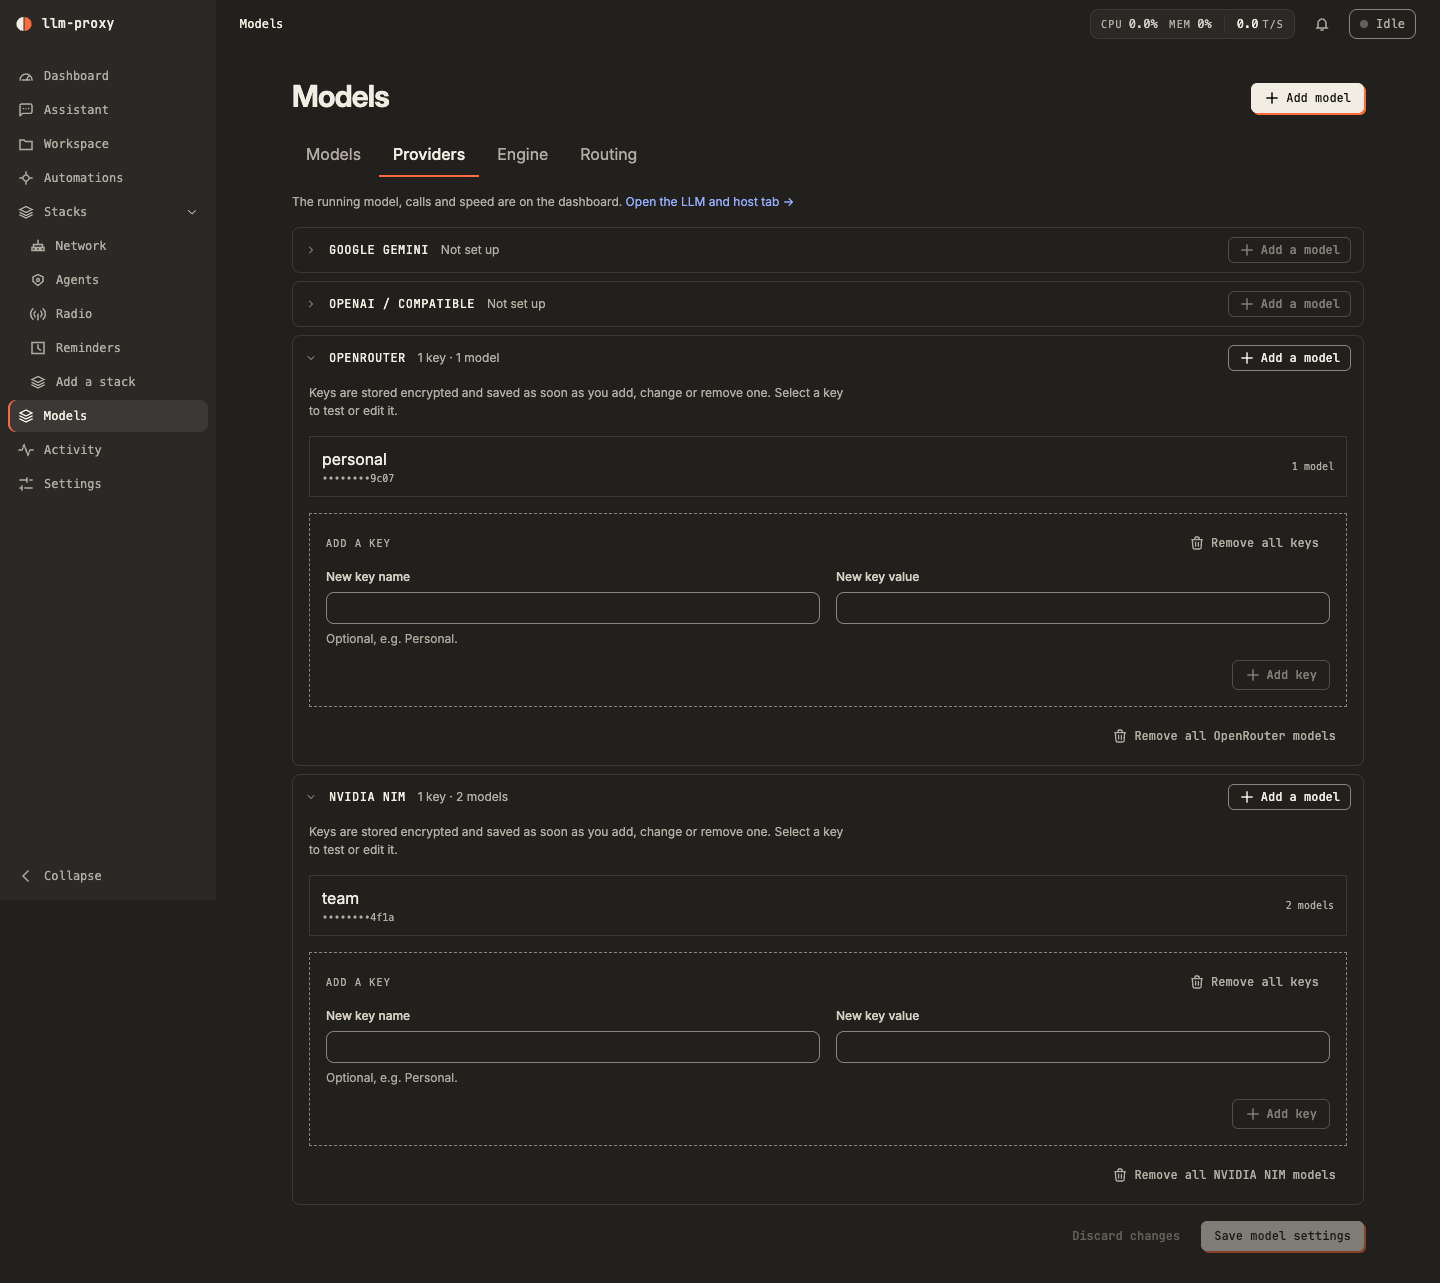 llm-proxy
Models
CPU 0.0% MEM 0% 0.0 T/S
Idle
Dashboard
Assistant
Workspace
Automations
Stacks
Network
Agents
Radio
Reminders
Add a stack
Models
Activity
Settings
Collapse
Models
Add model
Models Providers Engine Routing
The running model, calls and speed are on the dashboard. Open the LLM and host tab →
GOOGLE GEMINI Not set up
Add a model
OPENAI / COMPATIBLE Not set up
Add a model
OPENROUTER 1 key · 1 model
Add a model
Keys are stored encrypted and saved as soon as you add, change or remove one. Select a key
to test or edit it.
personal
••••••••9c07
1 model
ADD A KEY
Remove all keys
New key name
New key value
Optional, e.g. Personal.
Add key
Remove all OpenRouter models
NVIDIA NIM 1 key · 2 models
Add a model
Keys are stored encrypted and saved as soon as you add, change or remove one. Select a key
to test or edit it.
team
••••••••4f1a
2 models
ADD A KEY
Remove all keys
New key name
New key value
Optional, e.g. Personal.
Add key
Remove all NVIDIA NIM models
Discard changes
Save model settings